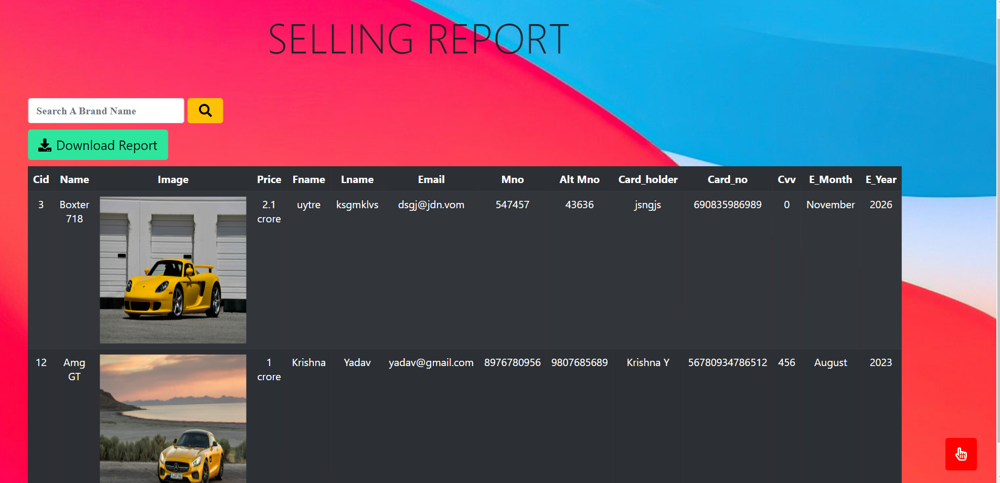 SELLING REPORT
Search A Brand Name
Download Report
Cid Name Image Price Fname Lname Email Mno Alt Mno Card_holder Card_no Cvv E_Month E_Year
3 Boxter 2.1 uytre ksgmklvs dsgj@jdn.vom 547457 43636 jsngjs 690835986989 0 November 2026
718 crore
12 Amg 1 Krishna Yadav yadav@gmail.com 8976780956 9807685689 Krishna Y 56780934786512 456 August 2023
GT crore